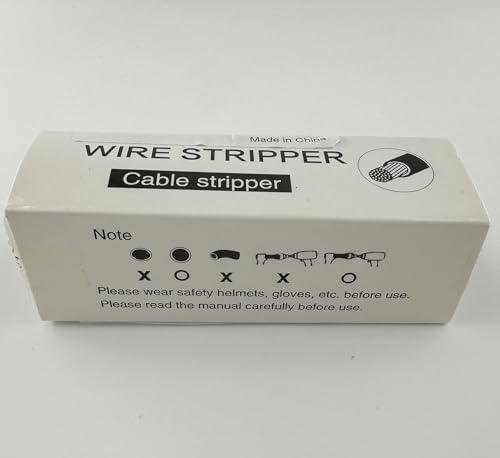 Made in China
WIRE STRIPPER
Cable stripper
Note
X O X X O
Please wear safety helmets, gloves, etc. before use.
Please read the manual carefully before use.